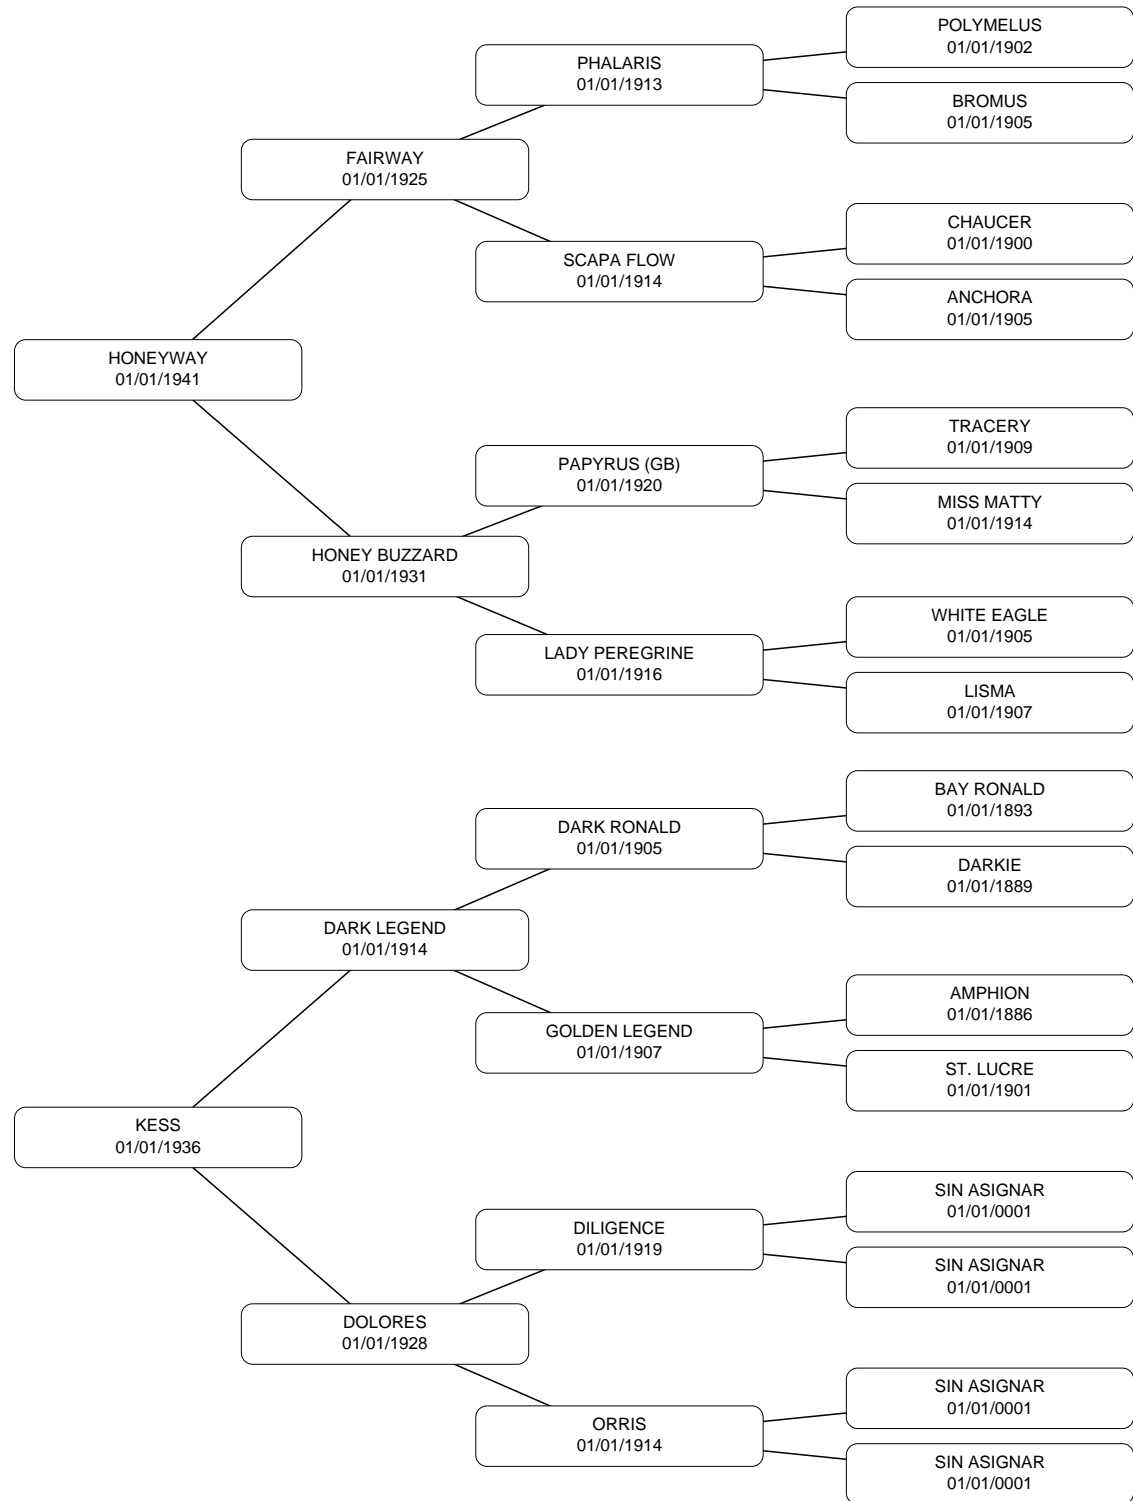 POLYMELUS
01/01/1902
PHALARIS
01/01/1913
BROMUS
01/01/1905
FAIRWAY
01/01/1925
CHAUCER
01/01/1900
SCAPA FLOW
01/01/1914
ANCHORA
01/01/1905
HONEYWAY
01/01/1941
TRACERY
01/01/1909
PAPYRUS (GB)
01/01/1920
MISS MATTY
01/01/1914
HONEY BUZZARD
01/01/1931
WHITE EAGLE
01/01/1905
LADY PEREGRINE
01/01/1916
LISMA
01/01/1907
BAY RONALD
01/01/1893
DARK RONALD
01/01/1905
DARKIE
01/01/1889
DARK LEGEND
01/01/1914
AMPHION
01/01/1886
GOLDEN LEGEND
01/01/1907
ST. LUCRE
01/01/1901
KESS
01/01/1936
SIN ASIGNAR
01/01/0001
DILIGENCE
01/01/1919
SIN ASIGNAR
01/01/0001
DOLORES
01/01/1928
SIN ASIGNAR
01/01/0001
ORRIS
01/01/1914
SIN ASIGNAR
01/01/0001